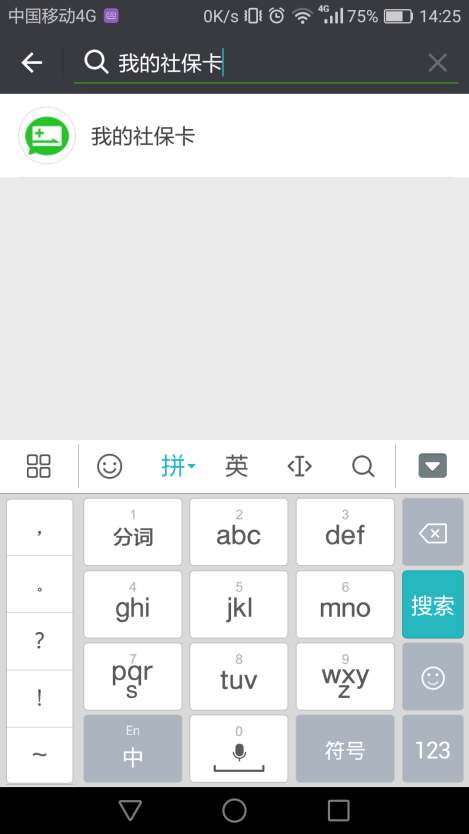 中国移动4G 0K/s 4G 75% 14:25
我的社保卡
我的社保卡
拼 英
, 1 分词 2 abc 3 def
。 4 ghi 5 jkl 6 mno 搜索
? 7 pqrs 8 tuv 9 wxyz
!
~ En 中 0 符号 123